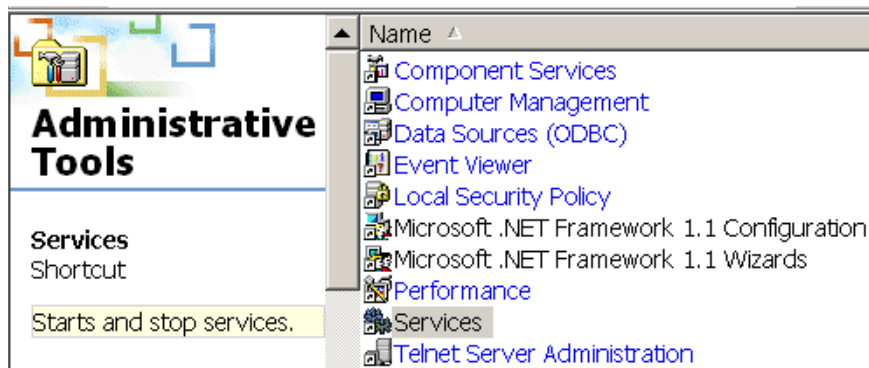 Administrative
Tools
Services
Shortcut
Starts and stop services.
Name
Component Services
Computer Management
Data Sources (ODBC)
Event Viewer
Local Security Policy
Microsoft .NET Framework 1.1 Configuration
Microsoft .NET Framework 1.1 Wizards
Performance
Services
Telnet Server Administration